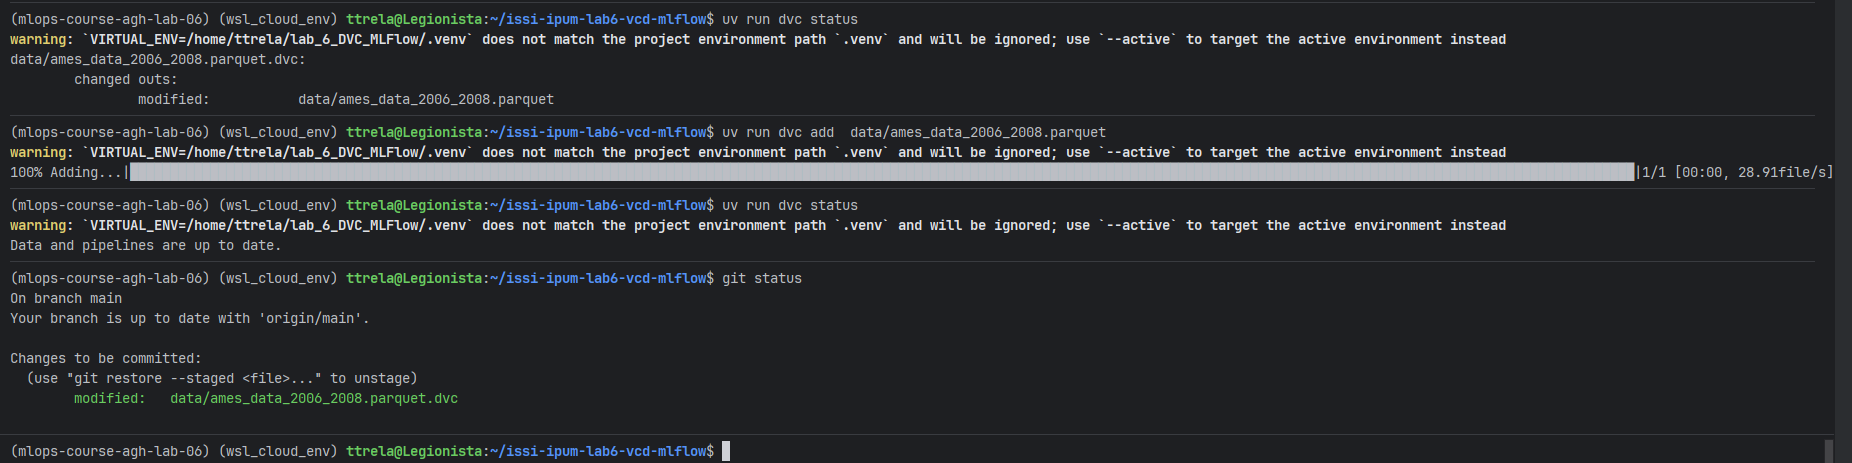 (mlops-course-agh-lab-06) (wsl_cloud_env) ttrela@Legionista:~/issi-ipum-lab6-vcd-mlflow$ uv run dvc status
warning: `VIRTUAL_ENV=/home/ttrela/lab_6_DVC_MLFlow/.venv` does not match the project environment path `.venv` and will be ignored; use `--active` to target the active environment instead
data/ames_data_2006_2008.parquet.dvc:
        changed outs:
                modified:           data/ames_data_2006_2008.parquet
(mlops-course-agh-lab-06) (wsl_cloud_env) ttrela@Legionista:~/issi-ipum-lab6-vcd-mlflow$ uv run dvc add  data/ames_data_2006_2008.parquet
warning: `VIRTUAL_ENV=/home/ttrela/lab_6_DVC_MLFlow/.venv` does not match the project environment path `.venv` and will be ignored; use `--active` to target the active environment instead
100% Adding...| |1/1 [00:00, 28.91file/s]
(mlops-course-agh-lab-06) (wsl_cloud_env) ttrela@Legionista:~/issi-ipum-lab6-vcd-mlflow$ uv run dvc status
warning: `VIRTUAL_ENV=/home/ttrela/lab_6_DVC_MLFlow/.venv` does not match the project environment path `.venv` and will be ignored; use `--active` to target the active environment instead
Data and pipelines are up to date.
(mlops-course-agh-lab-06) (wsl_cloud_env) ttrela@Legionista:~/issi-ipum-lab6-vcd-mlflow$ git status
On branch main
Your branch is up to date with 'origin/main'.
Changes to be committed:
  (use "git restore --staged <file>..." to unstage)
        modified:   data/ames_data_2006_2008.parquet.dvc
(mlops-course-agh-lab-06) (wsl_cloud_env) ttrela@Legionista:~/issi-ipum-lab6-vcd-mlflow$